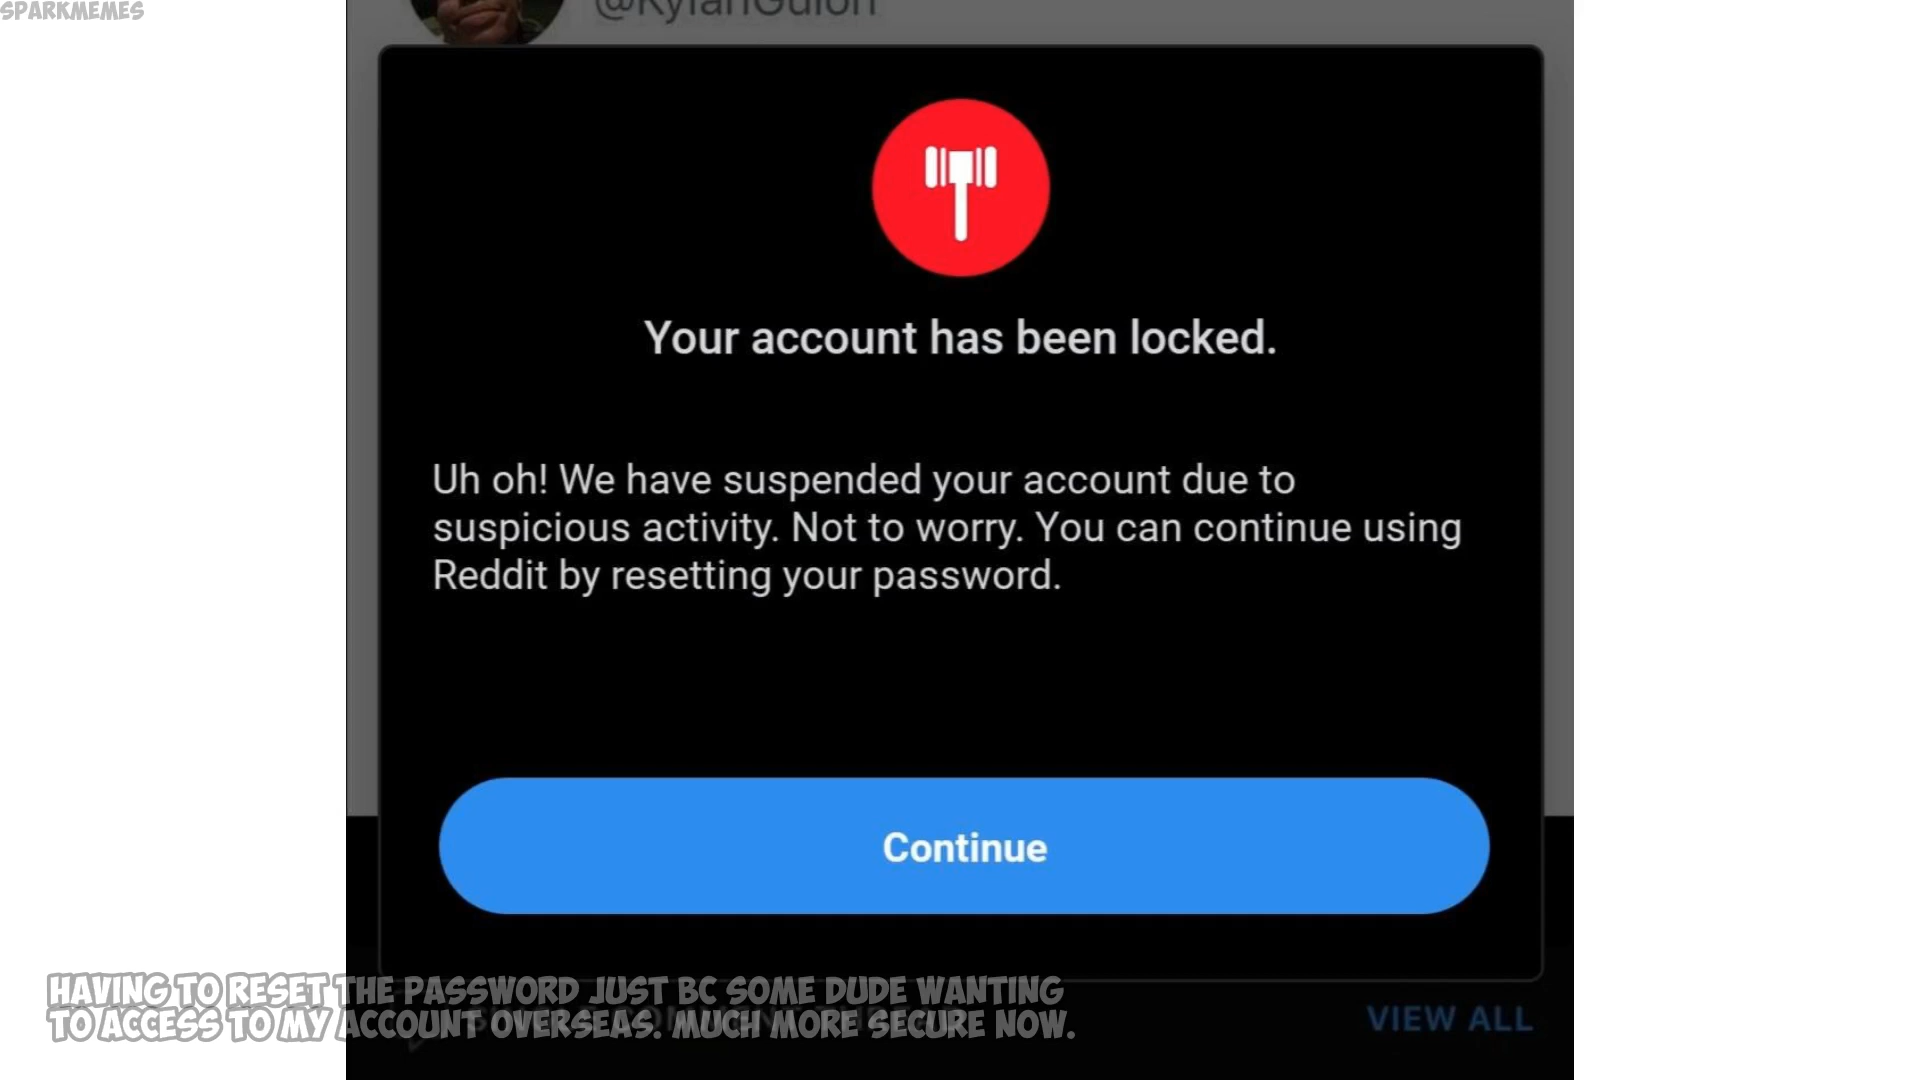 SPARKMEMES
@KylanGulon
Your account has been locked.
Uh oh! We have suspended your account due to
suspicious activity. Not to worry. You can continue using
Reddit by resetting your password.
Continue
HAVING TO RESET THE PASSWORD JUST BC SOME DUDE WANTING
TO ACCESS TO MY ACCOUNT OVERSEAS. MUCH MORE SECURE NOW.
VIEW ALL